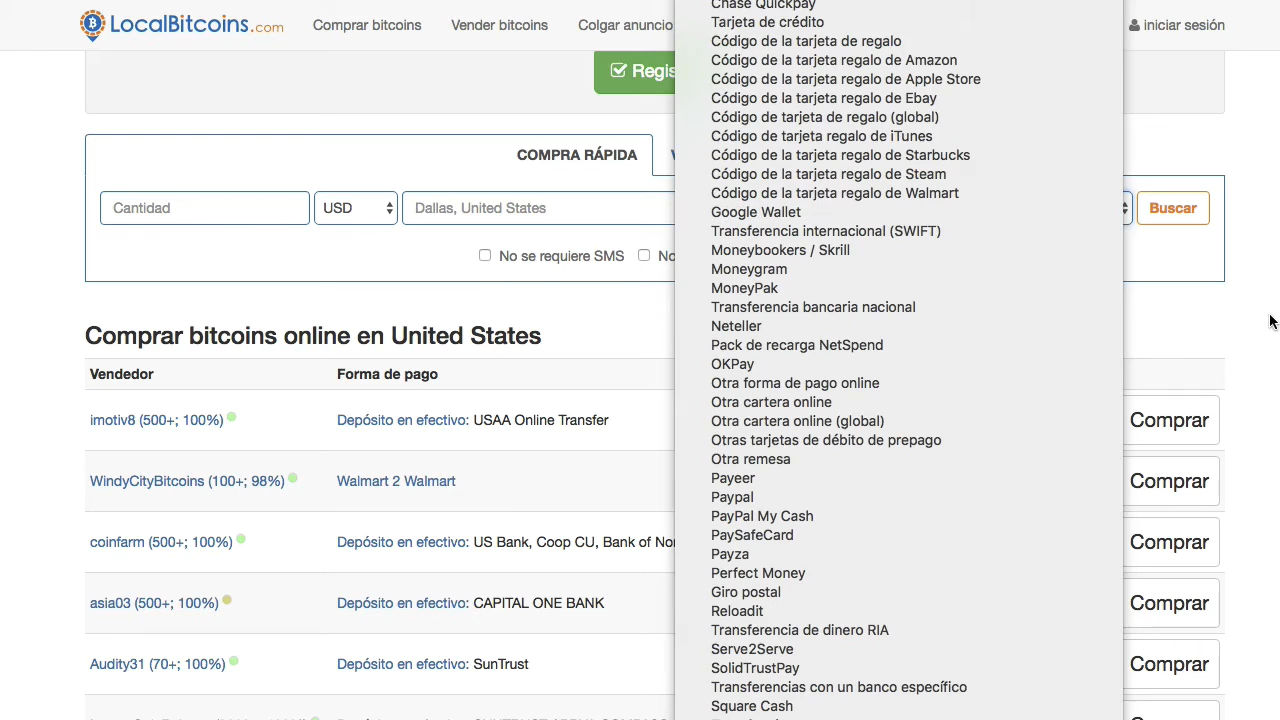 LocalBitcoins.com
Comprar bitcoins
Vender bitcoins
Colgar anuncio
iniciar sesión
Regis
COMPRA RÁPIDA
Cantidad
USD
Dallas, United States
Buscar
No se requiere SMS
No
Comprar bitcoins online en United States
Vendedor
Forma de pago
imotiv8 (500+; 100%)
Depósito en efectivo: USAA Online Transfer
Comprar
WindyCityBitcoins (100+; 98%)
Walmart 2 Walmart
Comprar
coinfarm (500+; 100%)
Depósito en efectivo: US Bank, Coop CU, Bank of Nor
Comprar
asia03 (500+; 100%)
Depósito en efectivo: CAPITAL ONE BANK
Comprar
Audity31 (70+; 100%)
Depósito en efectivo: SunTrust
Comprar
Chase Quickpay
Tarjeta de crédito
Código de la tarjeta de regalo
Código de la tarjeta regalo de Amazon
Código de la tarjeta regalo de Apple Store
Código de la tarjeta regalo de Ebay
Código de tarjeta de regalo (global)
Código de tarjeta regalo de iTunes
Código de la tarjeta regalo de Starbucks
Código de la tarjeta regalo de Steam
Código de la tarjeta regalo de Walmart
Google Wallet
Transferencia internacional (SWIFT)
Moneybookers / Skrill
Moneygram
MoneyPak
Transferencia bancaria nacional
Neteller
Pack de recarga NetSpend
OKPay
Otra forma de pago online
Otra cartera online
Otra cartera online (global)
Otras tarjetas de débito de prepago
Otra remesa
Payeer
Paypal
PayPal My Cash
PaySafeCard
Payza
Perfect Money
Giro postal
Reloadit
Transferencia de dinero RIA
Serve2Serve
SolidTrustPay
Transferencias con un banco específico
Square Cash